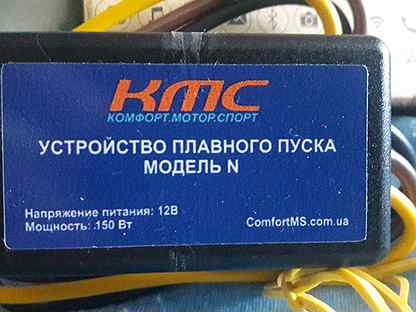 КМС
КОМФОРТ.МОТОР.СПОРТ
УСТРОЙСТВО ПЛАВНОГО ПУСКА
МОДЕЛЬ N
Напряжение питания: 12В
Мощность: 150 Вт
ComfortMS.com.ua